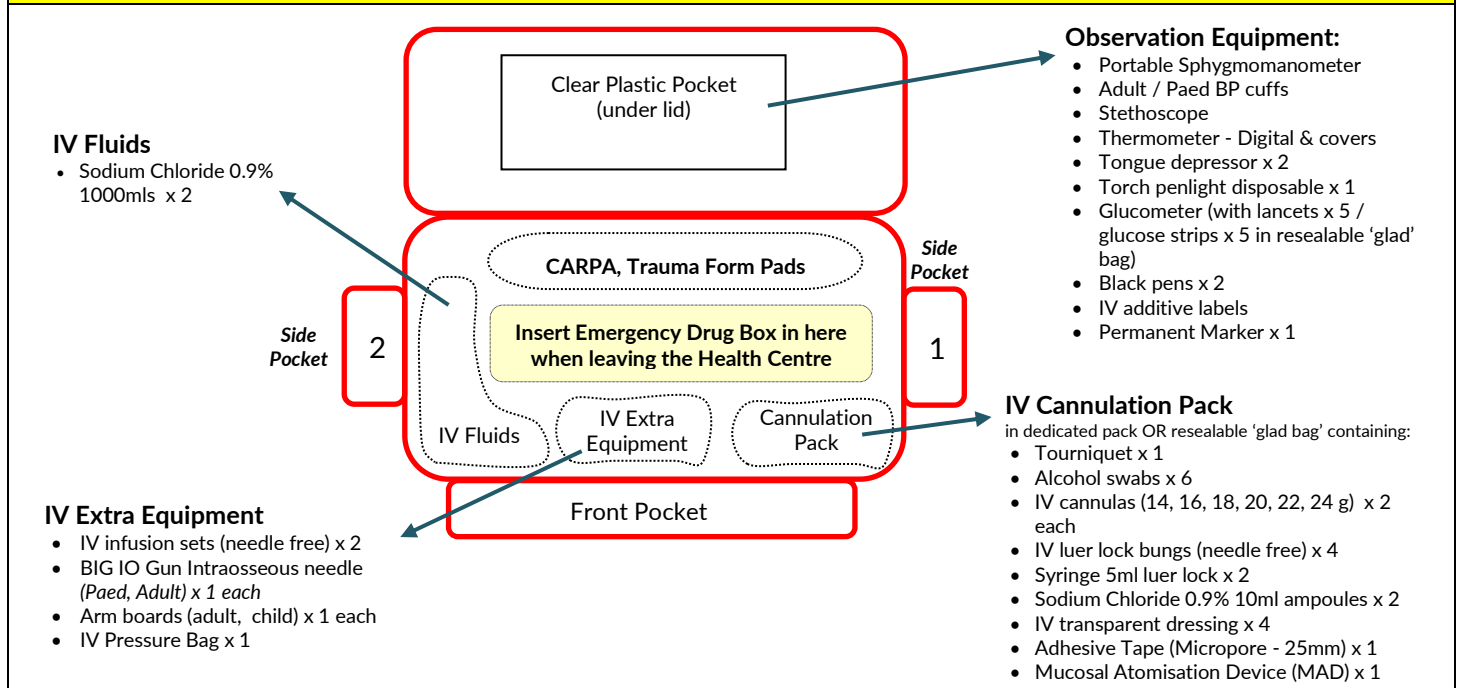 Clear Plastic Pocket
(under lid)
Observation Equipment:
• Portable Sphygmomanometer
• Adult / Paed BP cuffs
• Stethoscope
• Thermometer - Digital & covers
• Tongue depressor x 2
• Torch penlight disposable x 1
• Glucometer (with lancets x 5 /
glucose strips x 5 in resealable ‘glad’
bag)
• Black pens x 2
• IV additive labels
• Permanent Marker x 1
IV Fluids
• Sodium Chloride 0.9%
1000mls x 2
CARPA, Trauma Form Pads
Side
Pocket
1
Insert Emergency Drug Box in here
when leaving the Health Centre
Side
Pocket
2
IV Fluids
IV Extra
Equipment
Cannulation
Pack
Front Pocket
IV Cannulation Pack
in dedicated pack OR resealable ‘glad bag’ containing:
• Tourniquet x 1
• Alcohol swabs x 6
• IV cannulas (14, 16, 18, 20, 22, 24 g) x 2
each
• IV luer lock bungs (needle free) x 4
• Syringe 5ml luer lock x 2
• Sodium Chloride 0.9% 10ml ampoules x 2
• IV transparent dressing x 4
• Adhesive Tape (Micropore - 25mm) x 1
• Mucosal Atomisation Device (MAD) x 1
IV Extra Equipment
• IV infusion sets (needle free) x 2
• BIG IO Gun Intraosseous needle
(Paed, Adult) x 1 each
• Arm boards (adult, child) x 1 each
• IV Pressure Bag x 1